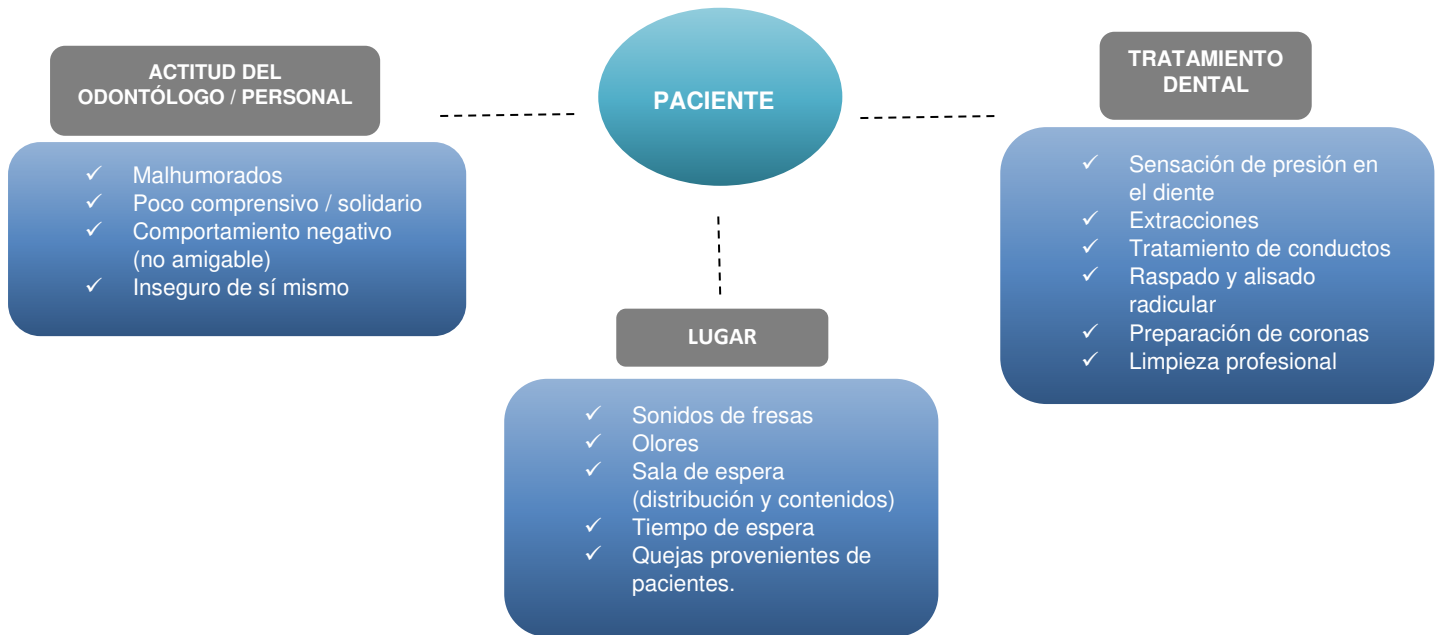 ACTITUD DEL
ODONTÓLOGO / PERSONAL
✓ Malhumorados
✓ Poco comprensivo / solidario
✓ Comportamiento negativo
(no amigable)
✓ Inseguro de sí mismo
PACIENTE
LUGAR
✓ Sonidos de fresas
✓ Olores
✓ Sala de espera
(distribución y contenidos)
✓ Tiempo de espera
✓ Quejas provenientes de
pacientes.
TRATAMIENTO
DENTAL
✓ Sensación de presión en
el diente
✓ Extracciones
✓ Tratamiento de conductos
✓ Raspado y alisado
radicular
✓ Preparación de coronas
✓ Limpieza profesional